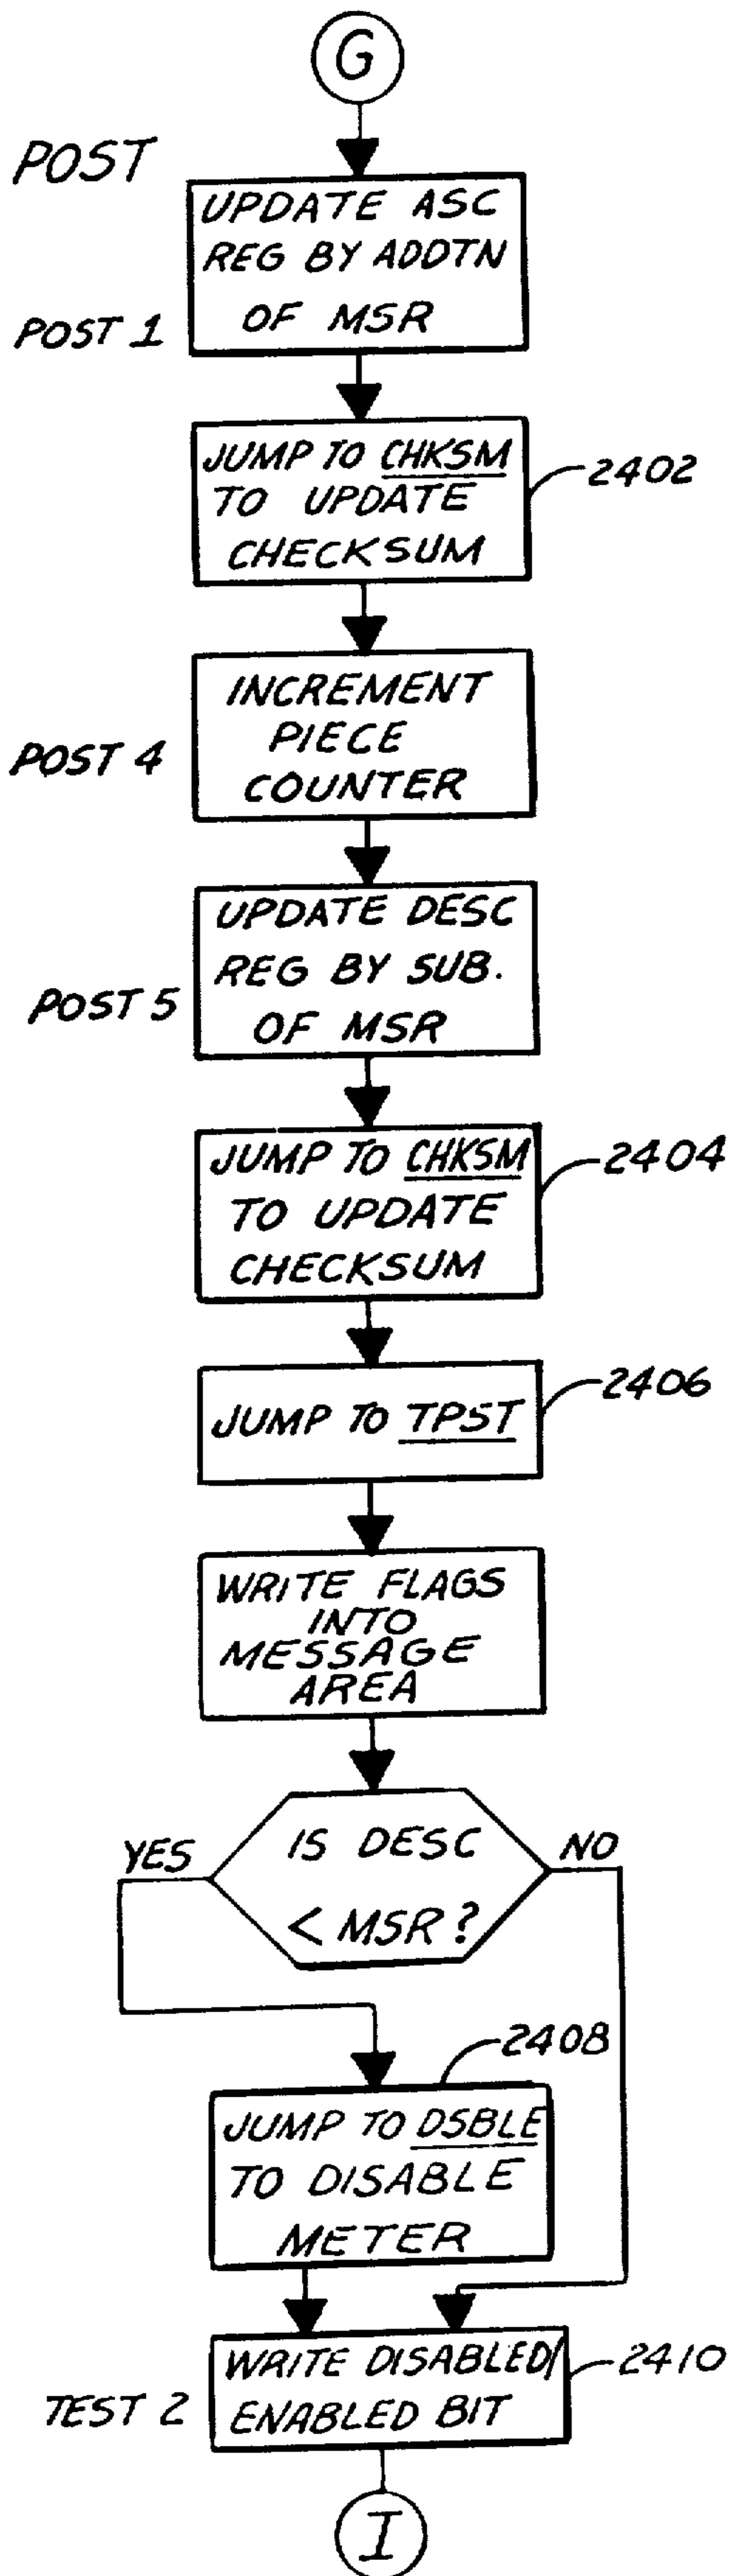 G
POST
UPDATE ASC
REG BY ADDTN
OF MSR
POST 1
JUMP TO CHKSM
TO UPDATE
CHECKSUM
2402
INCREMENT
PIECE
COUNTER
POST 4
UPDATE DESC
REG BY SUB.
OF MSR
POST 5
JUMP TO CHKSM
TO UPDATE
CHECKSUM
2404
JUMP TO TPST
2406
WRITE FLAGS
INTO
MESSAGE
AREA
IS DESC
< MSR?
YES
NO
2408
JUMP TO DSBLE
TO DISABLE
METER
WRITE DISABLED/
ENABLED BIT
2410
TEST 2
I